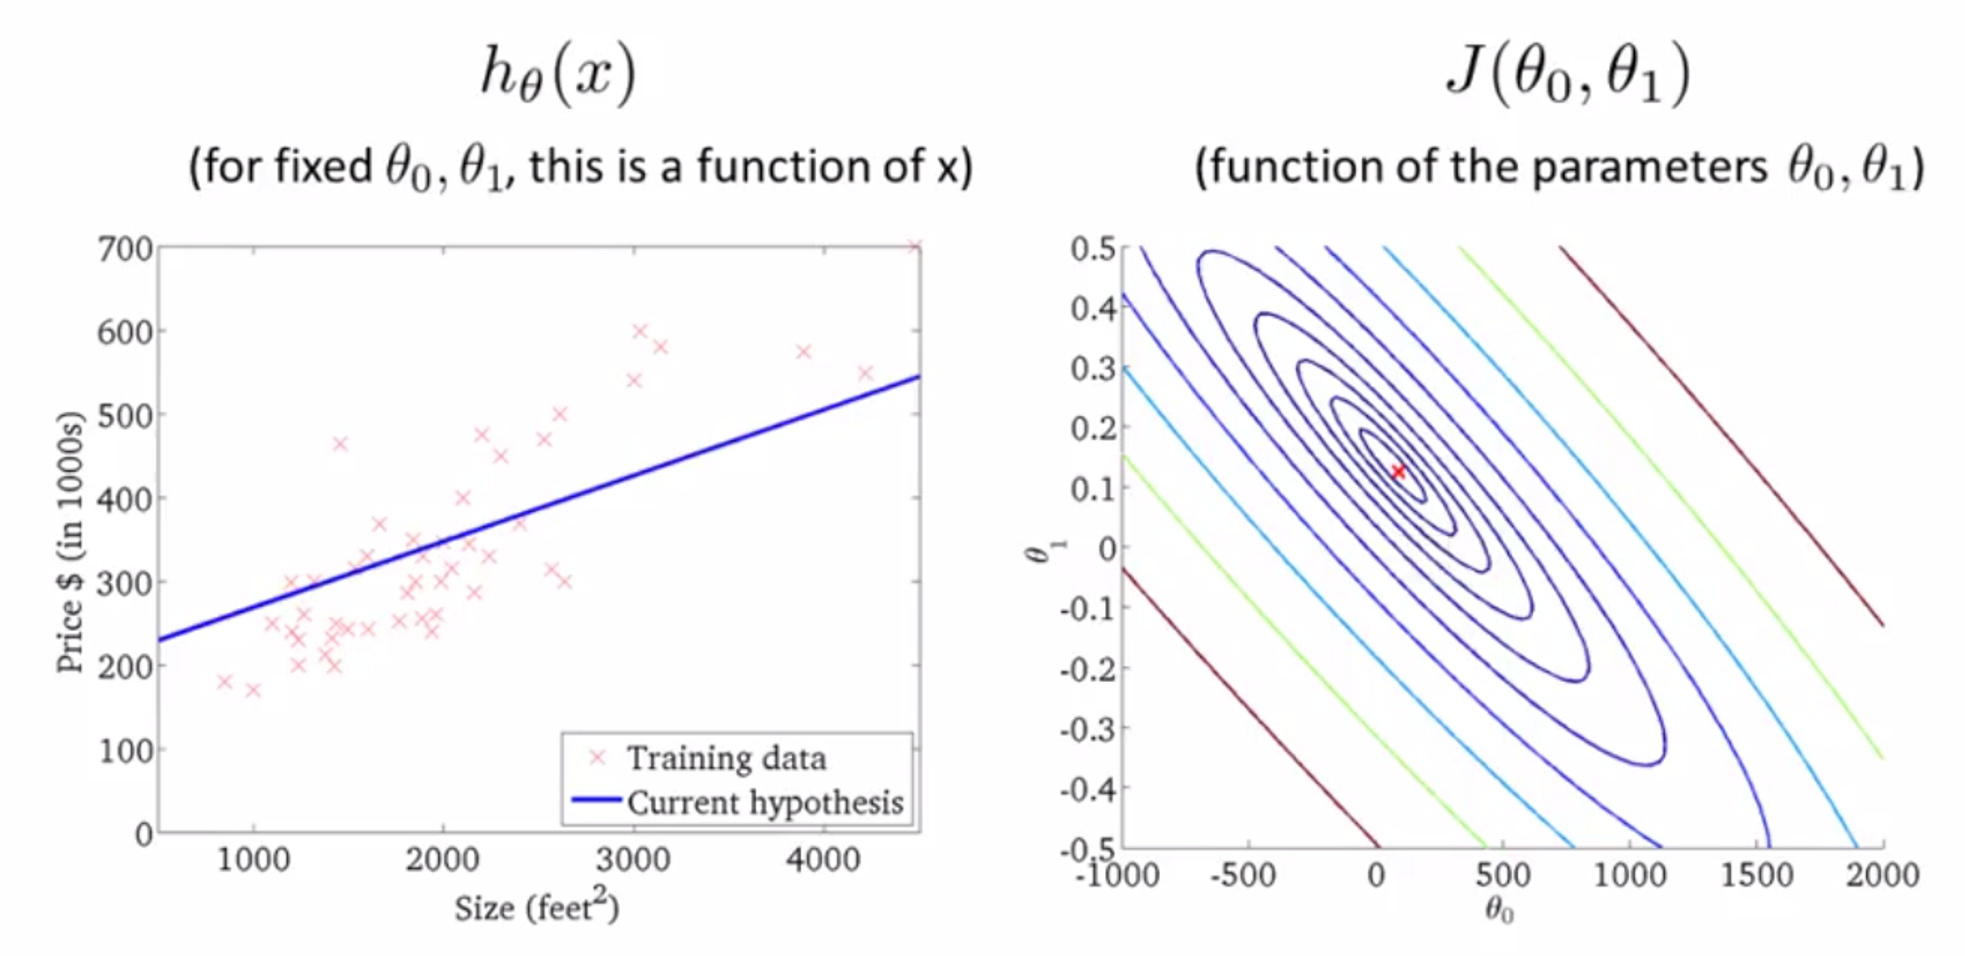 hθ(x)
(for fixed θ0, θ1, this is a function of x)
700
600
500
400
300
200
100
0
Price $ (in 1000s)
1000 2000 3000 4000
Size (feet²)
× Training data
Current hypothesis
J(θ0, θ1)
(function of the parameters θ0, θ1)
0.5
0.4
0.3
0.2
0.1
0
-0.1
-0.2
-0.3
-0.4
-0.5
θ1
-1000 -500 0 500 1000 1500 2000
θ0